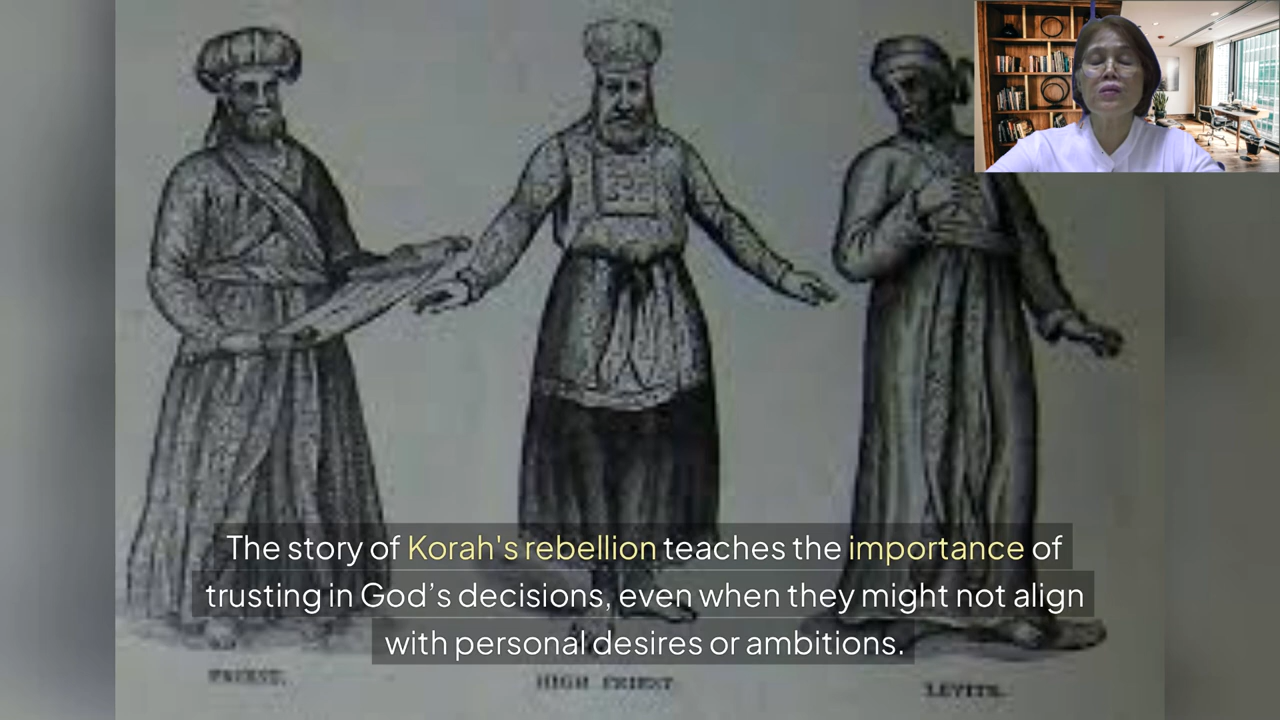 The story of Korah's rebellion teaches the importance of
trusting in God’s decisions, even when they might not align
with personal desires or ambitions.
PRIEST.
HIGH PRIEST.
LEVITE.